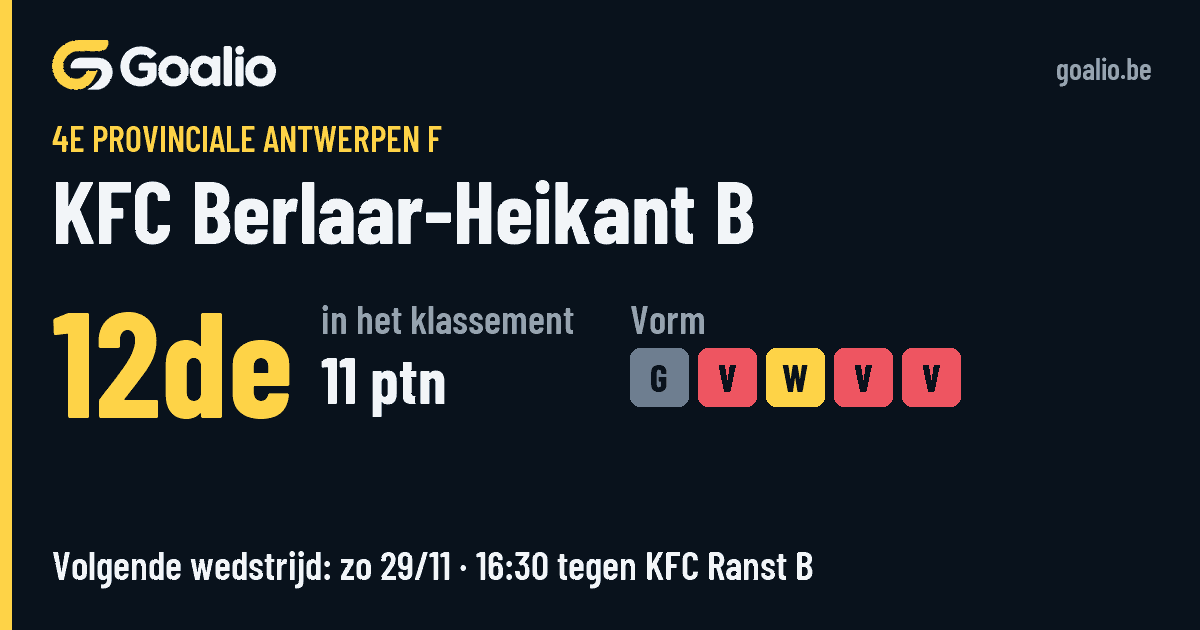 Goalio
goalio.be
4E PROVINCIALE ANTWERPEN F
KFC Berlaar-Heikant B
12de
in het klassement
11 ptn
Vorm
G V W V V
Volgende wedstrijd: zo 29/11 · 16:30 tegen KFC Ranst B